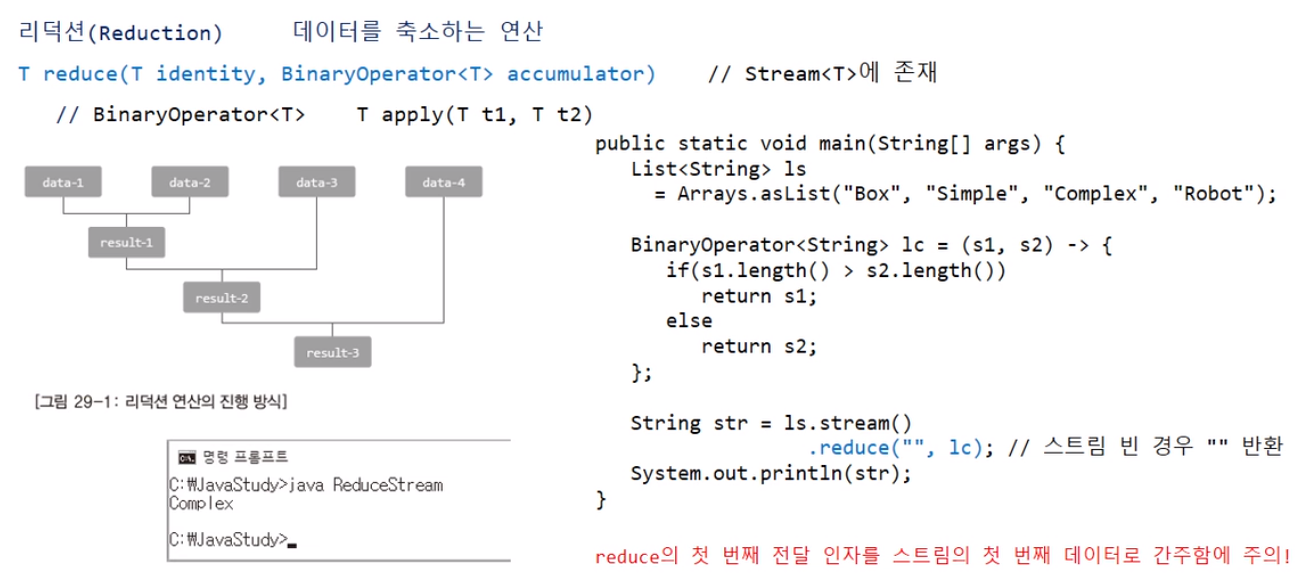 리덕션(Reduction) 데이터를 축소하는 연산
T reduce(T identity, BinaryOperator<T> accumulator) // Stream<T>에 존재
// BinaryOperator<T> T apply(T t1, T t2)
data-1 data-2 data-3 data-4
result-1
result-2
result-3
[그림 29-1: 리덕션 연산의 진행 방식]
명령 프롬프트
C:₩JavaStudy>java ReduceStream
Complex
C:₩JavaStudy>
public static void main(String[] args) {
List<String> ls
= Arrays.asList("Box", "Simple", "Complex", "Robot");
BinaryOperator<String> lc = (s1, s2) -> {
if(s1.length() > s2.length())
return s1;
else
return s2;
};
String str = ls.stream()
.reduce("", lc); // 스트림 빈 경우 "" 반환
System.out.println(str);
}
reduce의 첫 번째 전달 인자를 스트림의 첫 번째 데이터로 간주함에 주의!